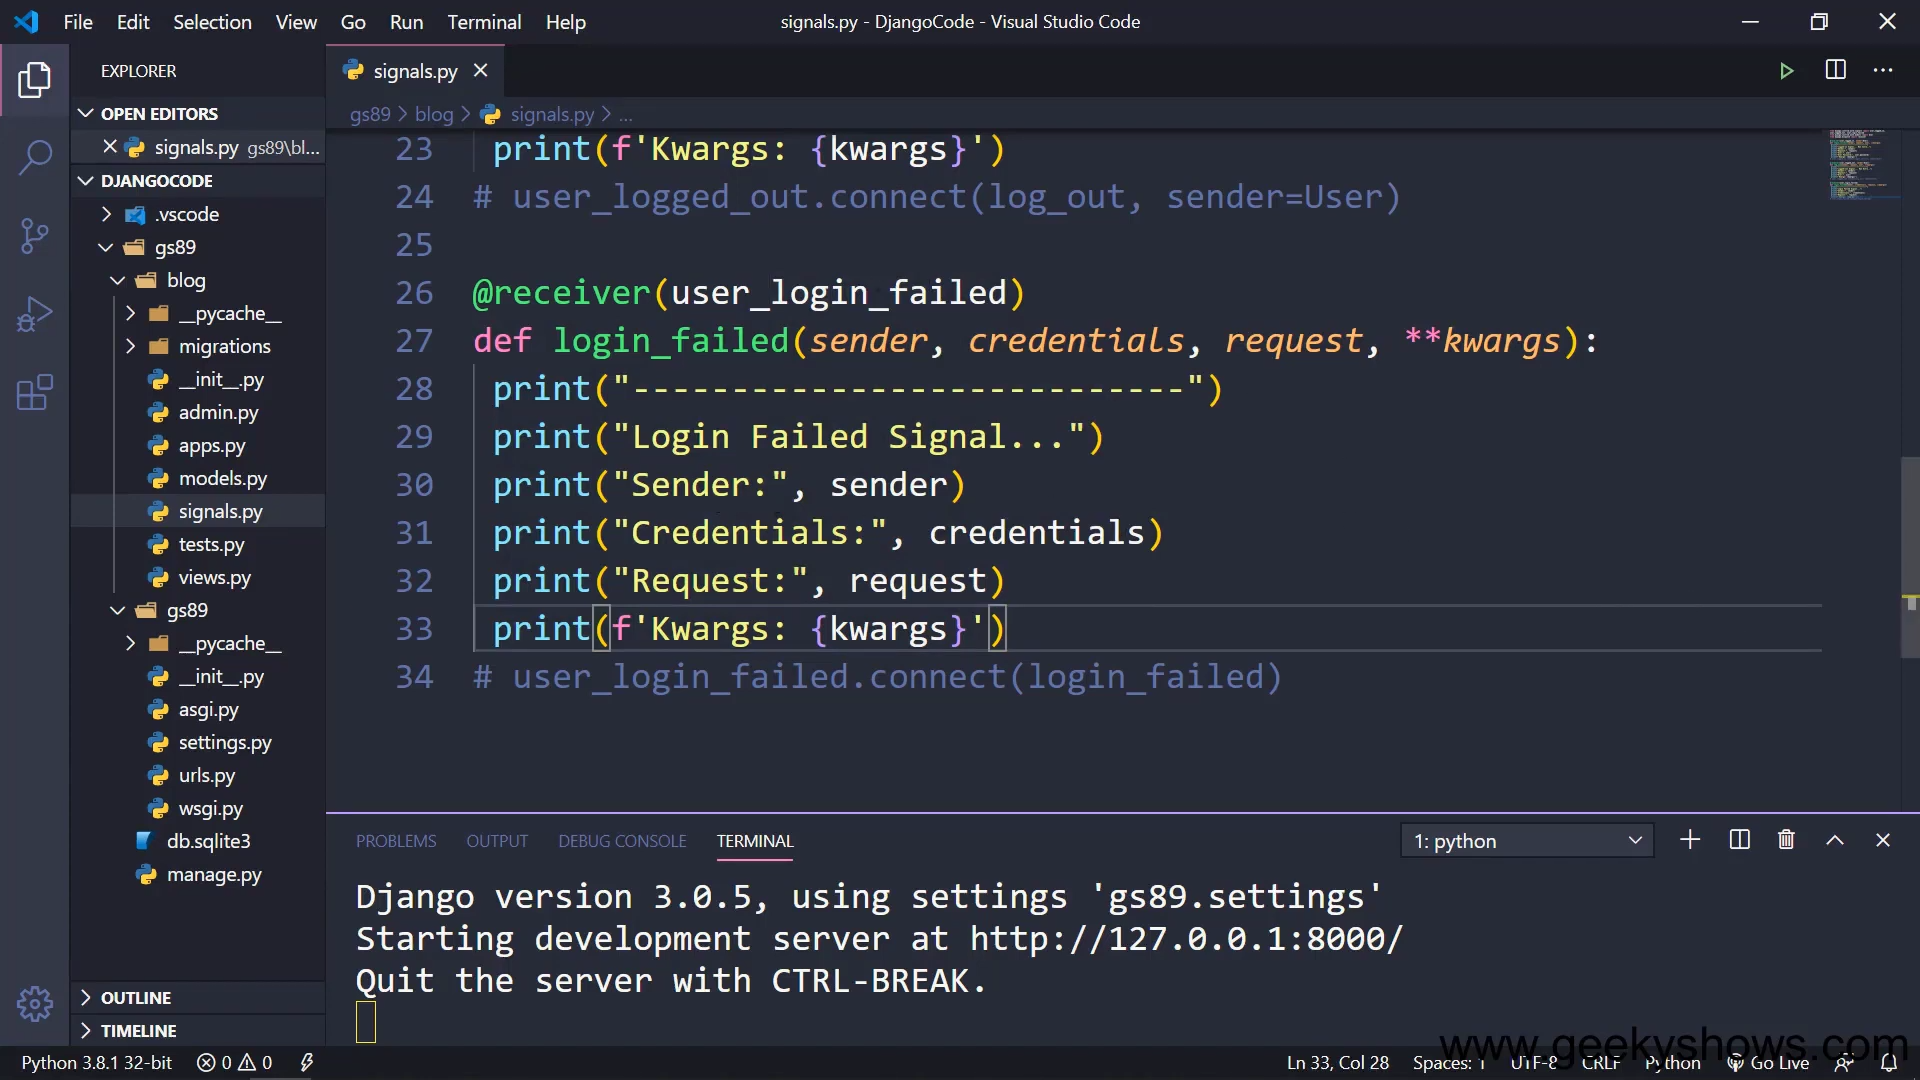 File Edit Selection View Go Run Terminal Help
signals.py - DjangoCode - Visual Studio Code
EXPLORER
OPEN EDITORS
signals.py gs89\bl...
DJANGOCODE
.vscode
gs89
blog
__pycache__
migrations
__init__.py
admin.py
apps.py
models.py
signals.py
tests.py
views.py
gs89
__pycache__
__init__.py
asgi.py
settings.py
urls.py
wsgi.py
db.sqlite3
manage.py
OUTLINE
TIMELINE
signals.py
gs89 > blog > signals.py > ...
23 print(f'Kwargs: {kwargs}')
24 # user_logged_out.connect(log_out, sender=User)
25
26 @receiver(user_login_failed)
27 def login_failed(sender, credentials, request, **kwargs):
28 print("----------------------------")
29 print("Login Failed Signal...")
30 print("Sender:", sender)
31 print("Credentials:", credentials)
32 print("Request:", request)
33 print(f'Kwargs: {kwargs}')
34 # user_login_failed.connect(login_failed)
PROBLEMS OUTPUT DEBUG CONSOLE TERMINAL
1: python
Django version 3.0.5, using settings 'gs89.settings'
Starting development server at http://127.0.0.1:8000/
Quit the server with CTRL-BREAK.
www.geekyshows.com
Python 3.8.1 32-bit 0 0
Ln 33, Col 28 Spaces: 1 UTF-8 CRLF Python Go Live